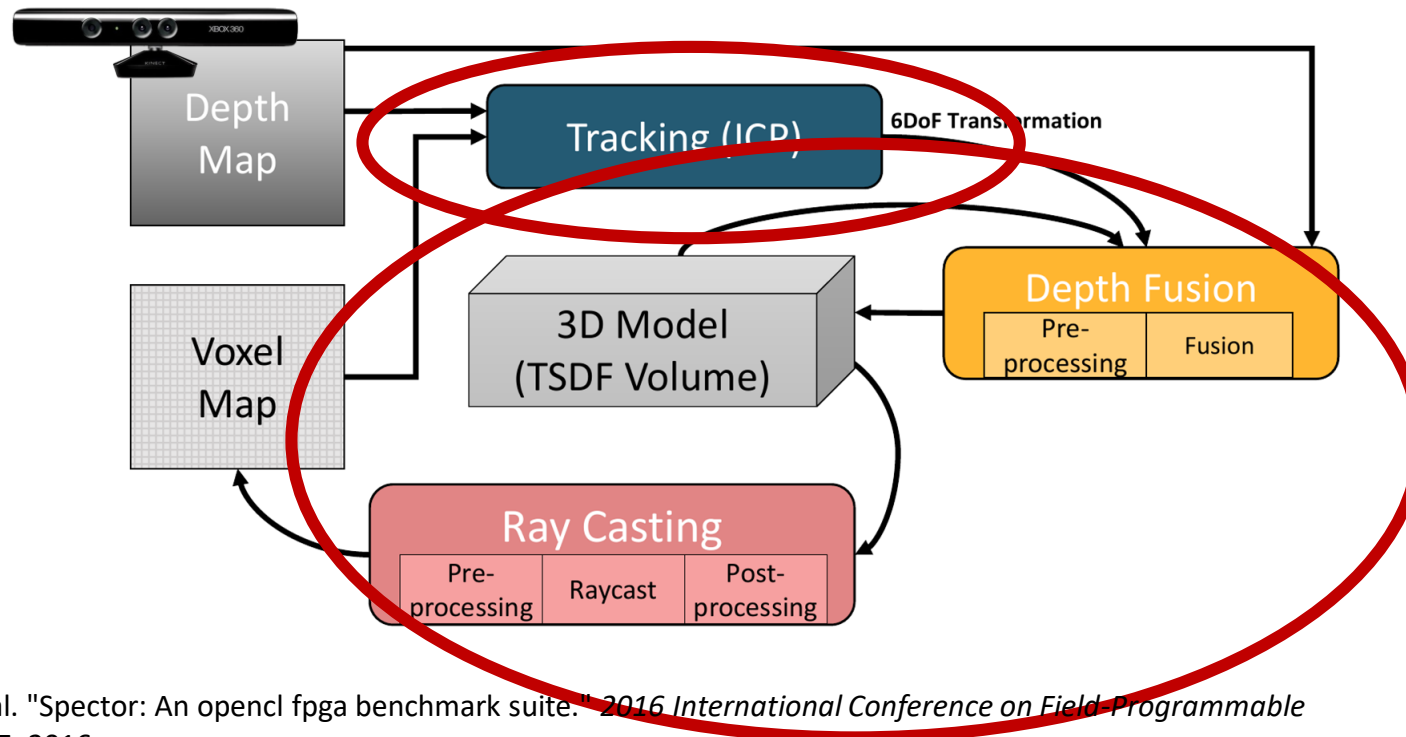 XBOX 360
KINECT
Depth
Map
Tracking (ICP)
6DoF Transformation
Depth Fusion
Pre-
processing
Fusion
3D Model
(TSDF Volume)
Voxel
Map
Ray Casting
Pre-
processing
Raycast
Post-
processing
al. "Spector: An opencl fpga benchmark suite." 2016 International Conference on Field-Programmable
2016